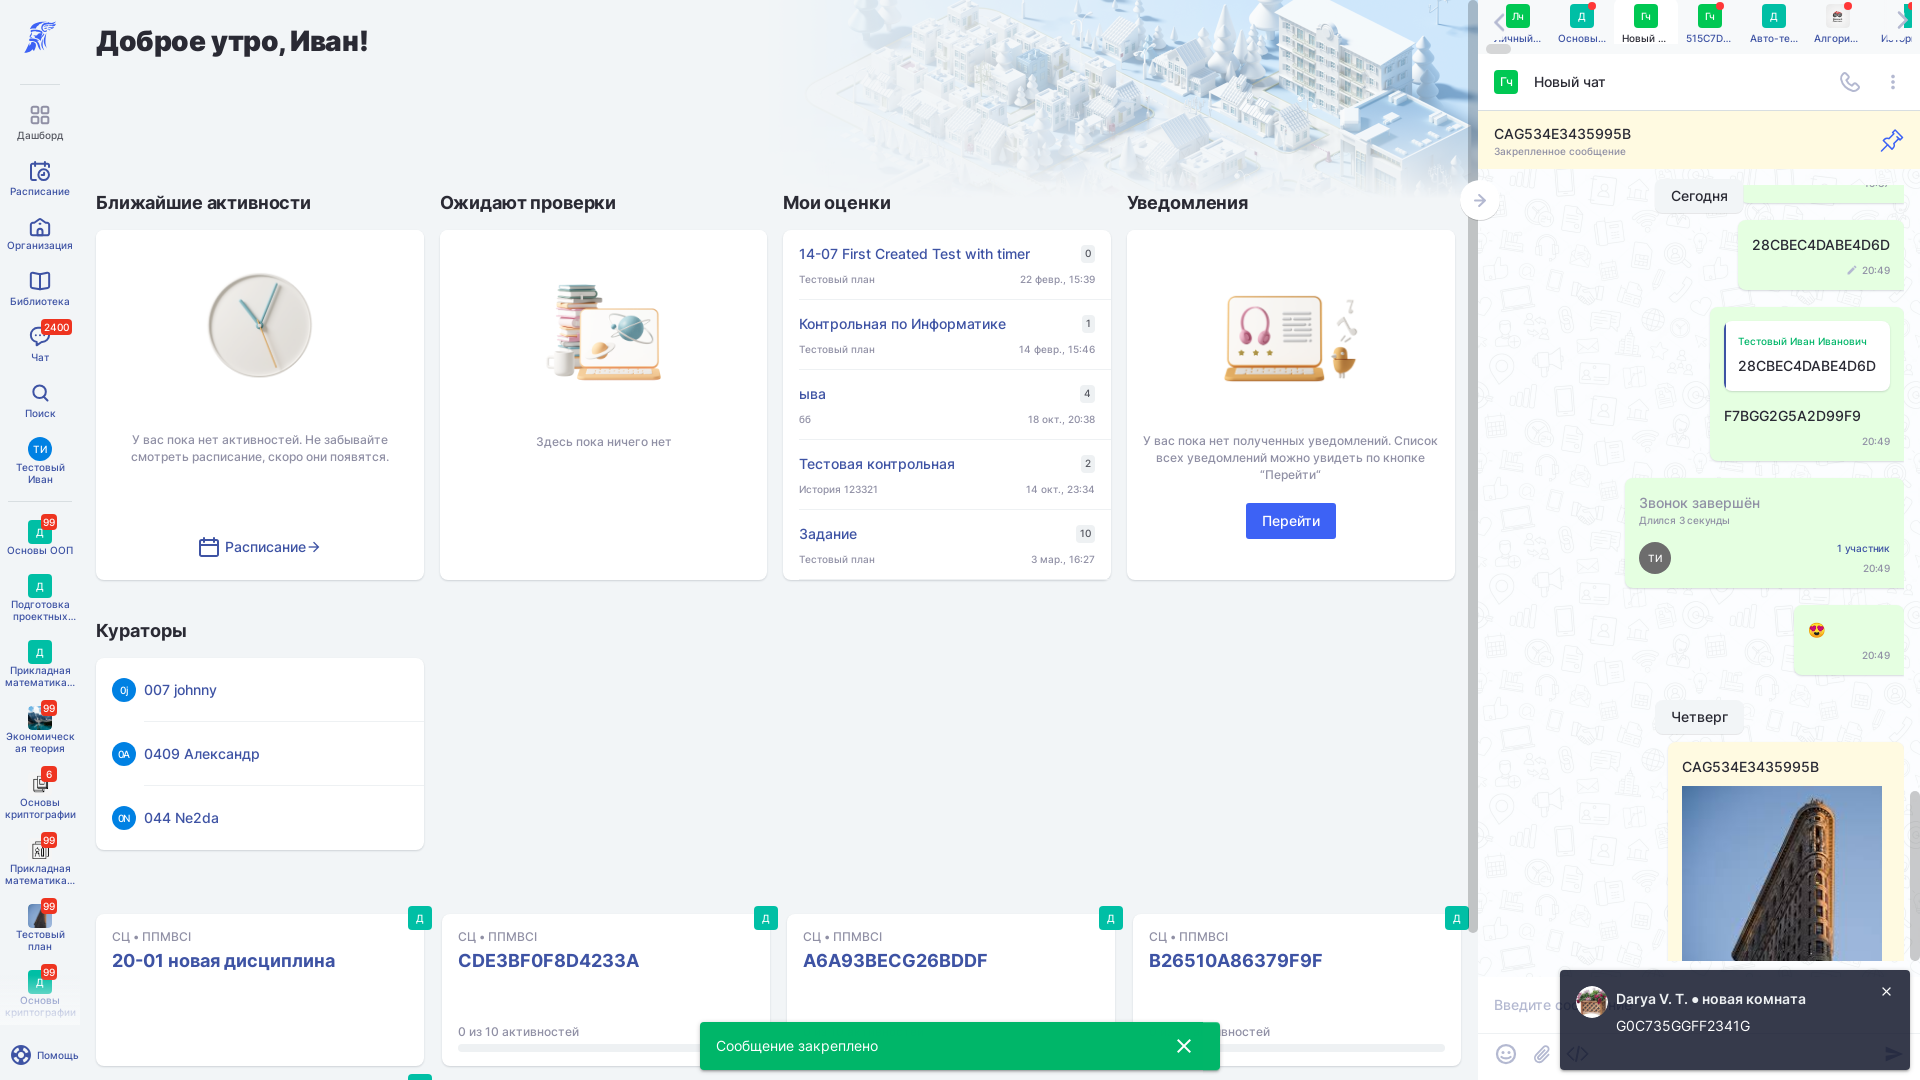 Доброе утро, Иван!
Дашборд
Расписание
Организация
Библиотека
2400
Чат
Поиск
ТИ
Тестовый
Иван
99
Д
Основы ООП
Д
Подготовка
проектных...
Д
Прикладная
математика...
99
Экономическ
ая теория
6
Основы
криптографии
99
Прикладная
математика...
99
Тестовый
план
99
Д
Основы
криптографии
Помощь
Ближайшие активности
У вас пока нет активностей. Не забывайте
смотреть расписание, скоро они появятся.
Расписание
Ожидают проверки
Здесь пока ничего нет
Мои оценки
14-07 First Created Test with timer
0
Тестовый план
22 февр., 15:39
Контрольная по Информатике
1
Тестовый план
14 февр., 15:46
ыва
4
бб
18 окт., 20:38
Тестовая контрольная
2
История 123321
14 окт., 23:34
Задание
10
Тестовый план
3 мар., 16:27
Уведомления
У вас пока нет полученных уведомлений. Список
всех уведомлений можно увидеть по кнопке
“Перейти”
Перейти
Кураторы
0j
007 johnny
0А
0409 Александр
0N
044 Ne2da
Д
СЦ • ППМВСI
20-01 новая дисциплина
Д
СЦ • ППМВСI
CDE3BF0F8D4233A
0 из 10 активностей
Д
СЦ • ППМВСI
A6A93BECG26BDDF
Д
СЦ • ППМВСI
B26510A86379F9F
Сообщение закреплено
Лч
Личный...
Д
Основы...
Гч
Новый ...
Гч
515C7D...
Д
Авто-те...
Алгори...
Гч
Новый чат
CAG534E3435995B
Закрепленное сообщение
Сегодня
28CBEC4DABE4D6D
20:49
Тестовый Иван Иванович
28CBEC4DABE4D6D
F7BGG2G5A2D99F9
20:49
Звонок завершён
Длился 3 секунды
ТИ
1 участник
20:49
😍
20:49
Четверг
CAG534E3435995B
Введите
Darya V. T. • новая комната
G0C735GGFF2341G